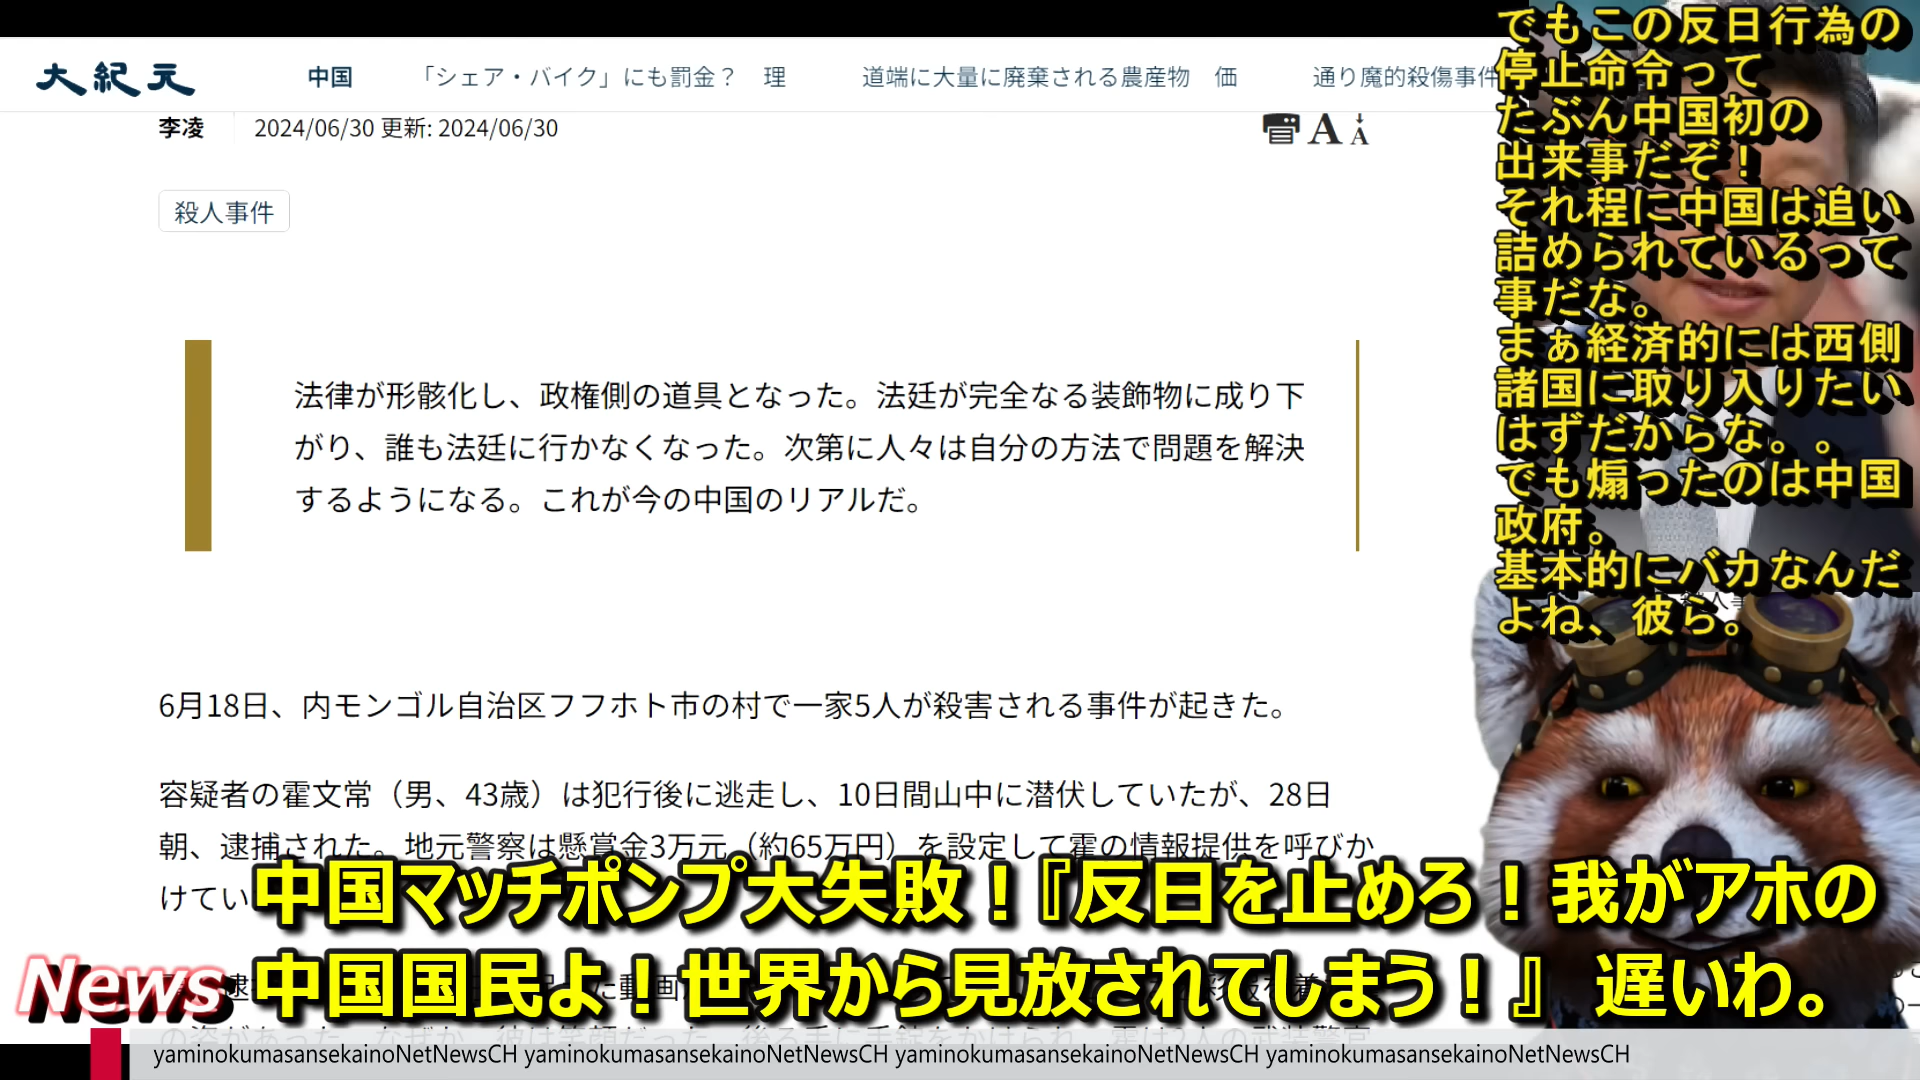 大紀元
中国
「シェア・バイク」にも罰金？　理
道端に大量に廃棄される農産物　価
通り魔的殺傷事件
李凌
2024/06/30 更新: 2024/06/30
A A
殺人事件
法律が形骸化し、政権側の道具となった。法廷が完全なる装飾物に成り下
がり、誰も法廷に行かなくなった。次第に人々は自分の方法で問題を解決
するようになる。これが今の中国のリアルだ。
6月18日、内モンゴル自治区フフホト市の村で一家5人が殺害される事件が起きた。
容疑者の霍文常（男、43歳）は犯行後に逃走し、10日間山中に潜伏していたが、28日
朝、逮捕された。地元警察は懸賞金3万元（約65万円）を設定して霍の情報提供を呼びか
けてい
でもこの反日行為の
停止命令って
たぶん中国初の
出来事だぞ！
それ程に中国は追い
詰められているって
事だな。
まぁ経済的には西側
諸国に取り入りたい
はずだからな。。
でも煽ったのは中国
政府。
基本的にバカなんだ
よね、彼ら。
中国マッチポンプ大失敗！『反日を止めろ！我がアホの
中国国民よ！世界から見放されてしまう！』 遅いわ。
News
yaminokumasansekainoNetNewsCH yaminokumasansekainoNetNewsCH yaminokumasansekainoNetNewsCH yaminokumasansekainoNetNewsCH